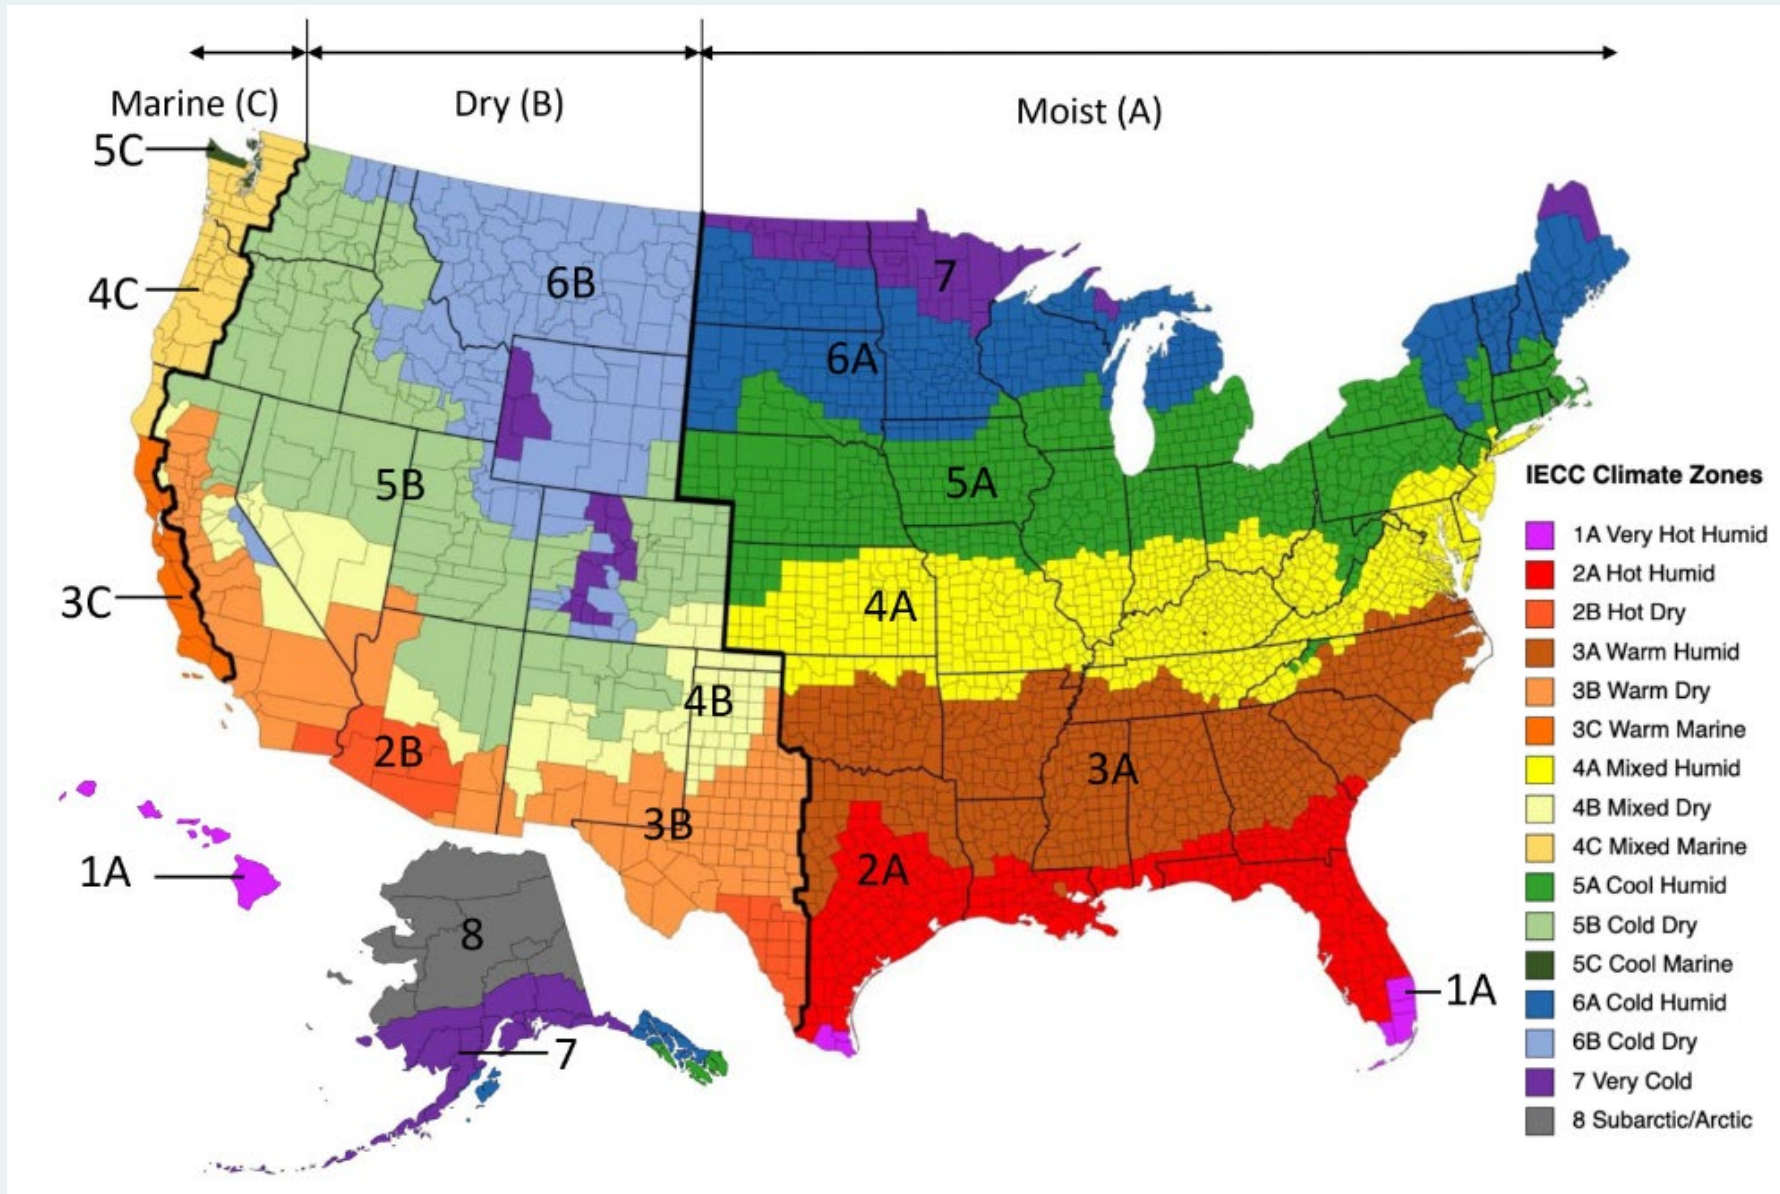 Marine (C)
Dry (B)
Moist (A)
5C
4C
6B
7
6A
5B
5A
3C
4A
4B
2B
3A
3B
2A
1A
8
7
1A
IECC Climate Zones
1A Very Hot Humid
2A Hot Humid
2B Hot Dry
3A Warm Humid
3B Warm Dry
3C Warm Marine
4A Mixed Humid
4B Mixed Dry
4C Mixed Marine
5A Cool Humid
5B Cold Dry
5C Cool Marine
6A Cold Humid
6B Cold Dry
7 Very Cold
8 Subarctic/Arctic